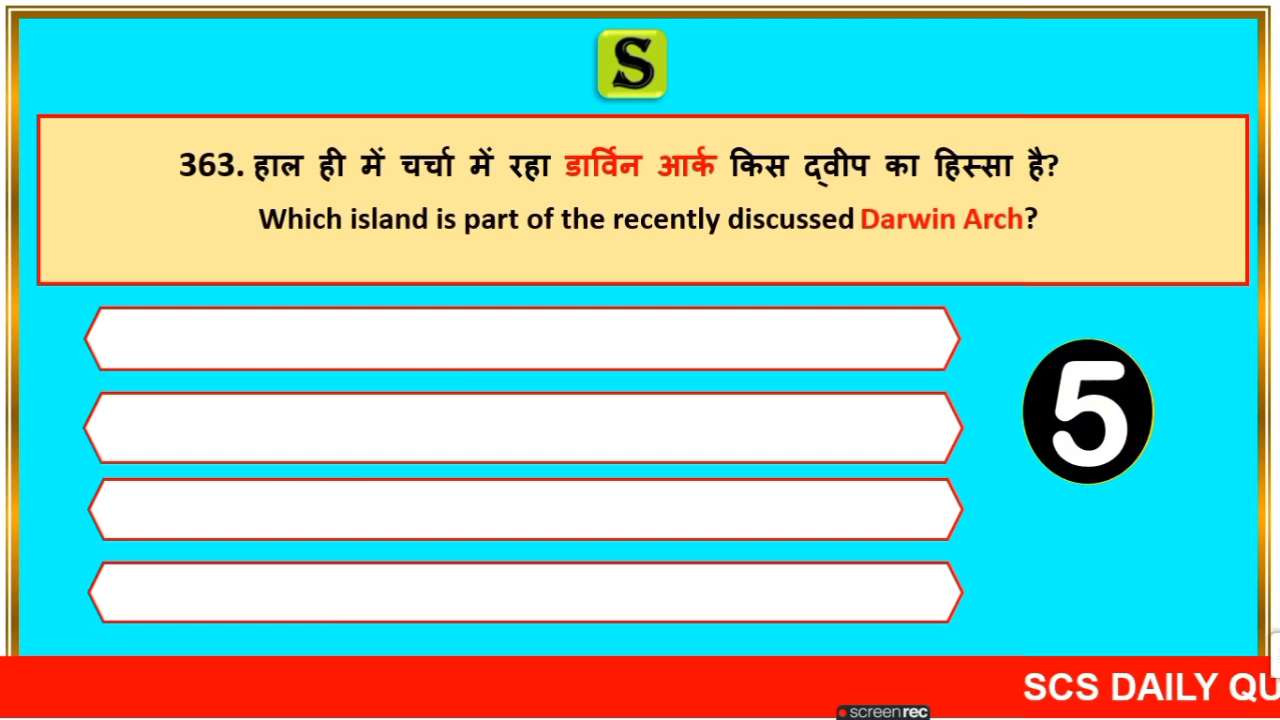 S
363. हाल ही में चर्चा में रहा डार्विन आर्क किस द्वीप का हिस्सा है?
Which island is part of the recently discussed Darwin Arch?
5
SCS DAILY QU
screenrec